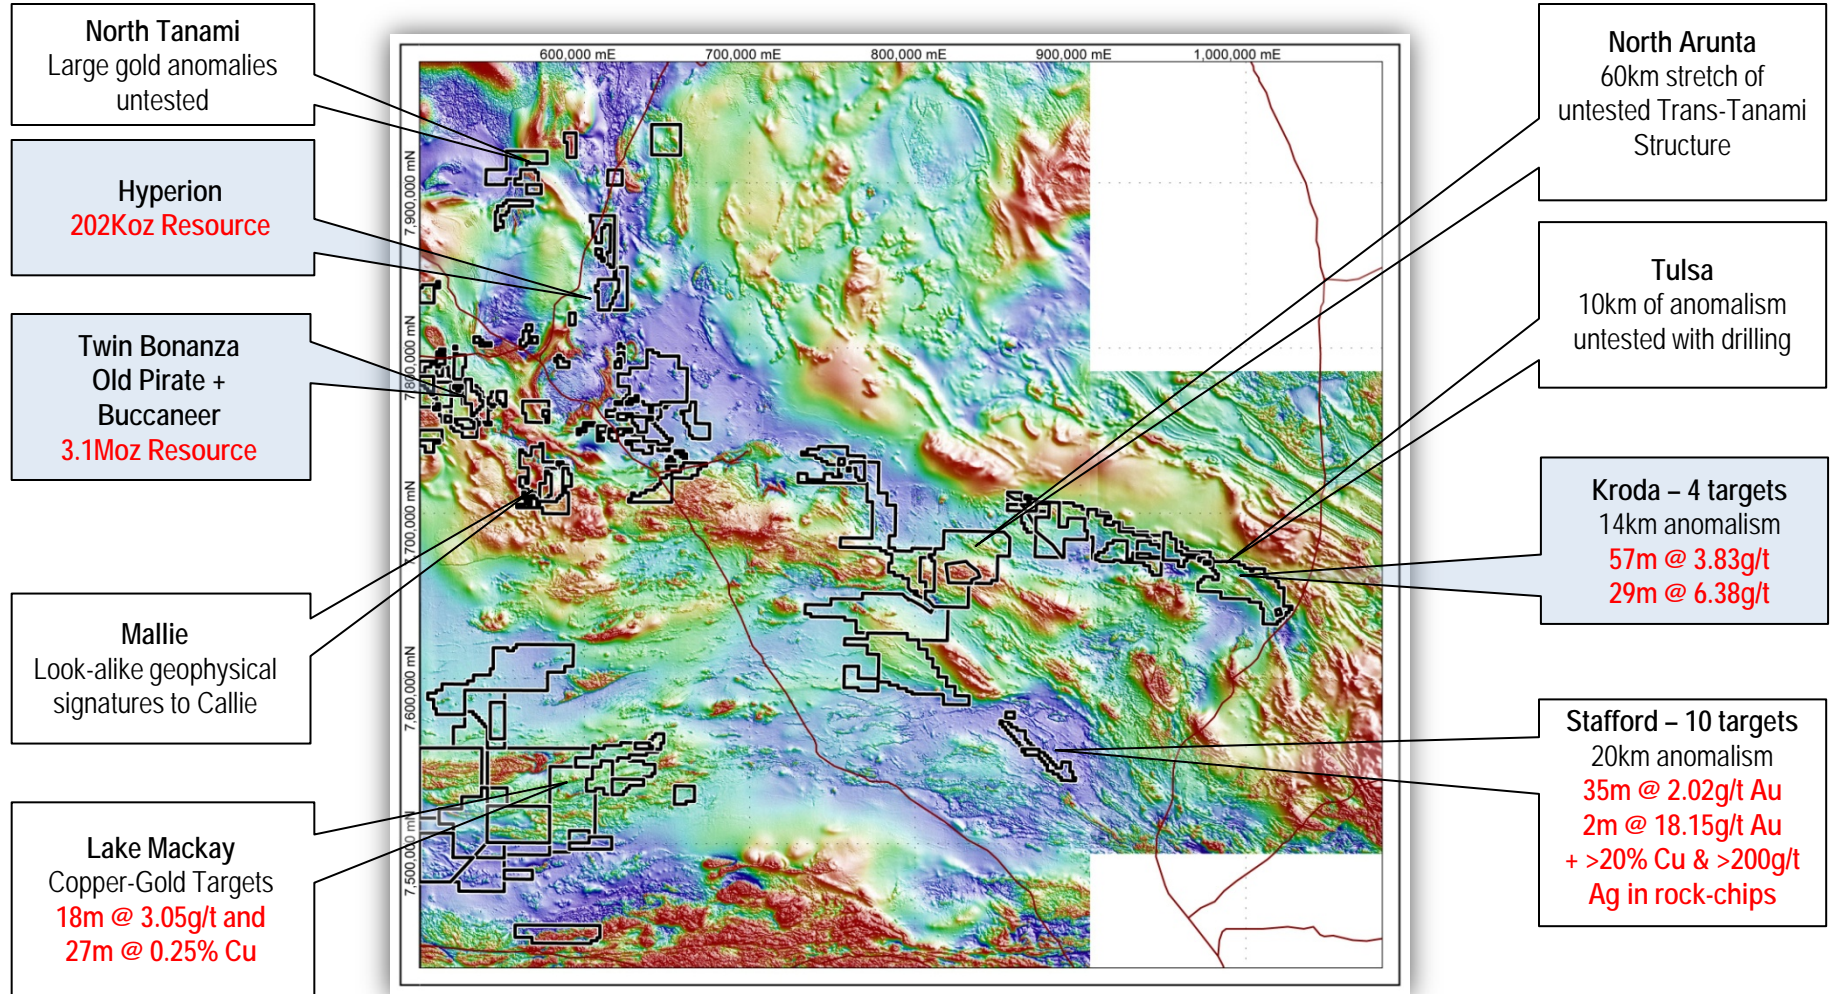 North Tanami
Large gold anomalies
untested
Hyperion
202Koz Resource
Twin Bonanza
Old Pirate +
Buccaneer
3.1Moz Resource
Mallie
Look-alike geophysical
signatures to Callie
Lake Mackay
Copper-Gold Targets
18m @ 3.05g/t and
27m @ 0.25% Cu
600,000 mE
700,000 mE
800,000 mE
900,000 mE
1,000,000 mE
7,900,000 mN
7,800,000 mN
7,700,000 mN
7,600,000 mN
7,500,000 mN
North Arunta
60km stretch of
untested Trans-Tanami
Structure
Tulsa
10km of anomalism
untested with drilling
Kroda – 4 targets
14km anomalism
57m @ 3.83g/t
29m @ 6.38g/t
Stafford – 10 targets
20km anomalism
35m @ 2.02g/t Au
2m @ 18.15g/t Au
+ >20% Cu & >200g/t
Ag in rock-chips